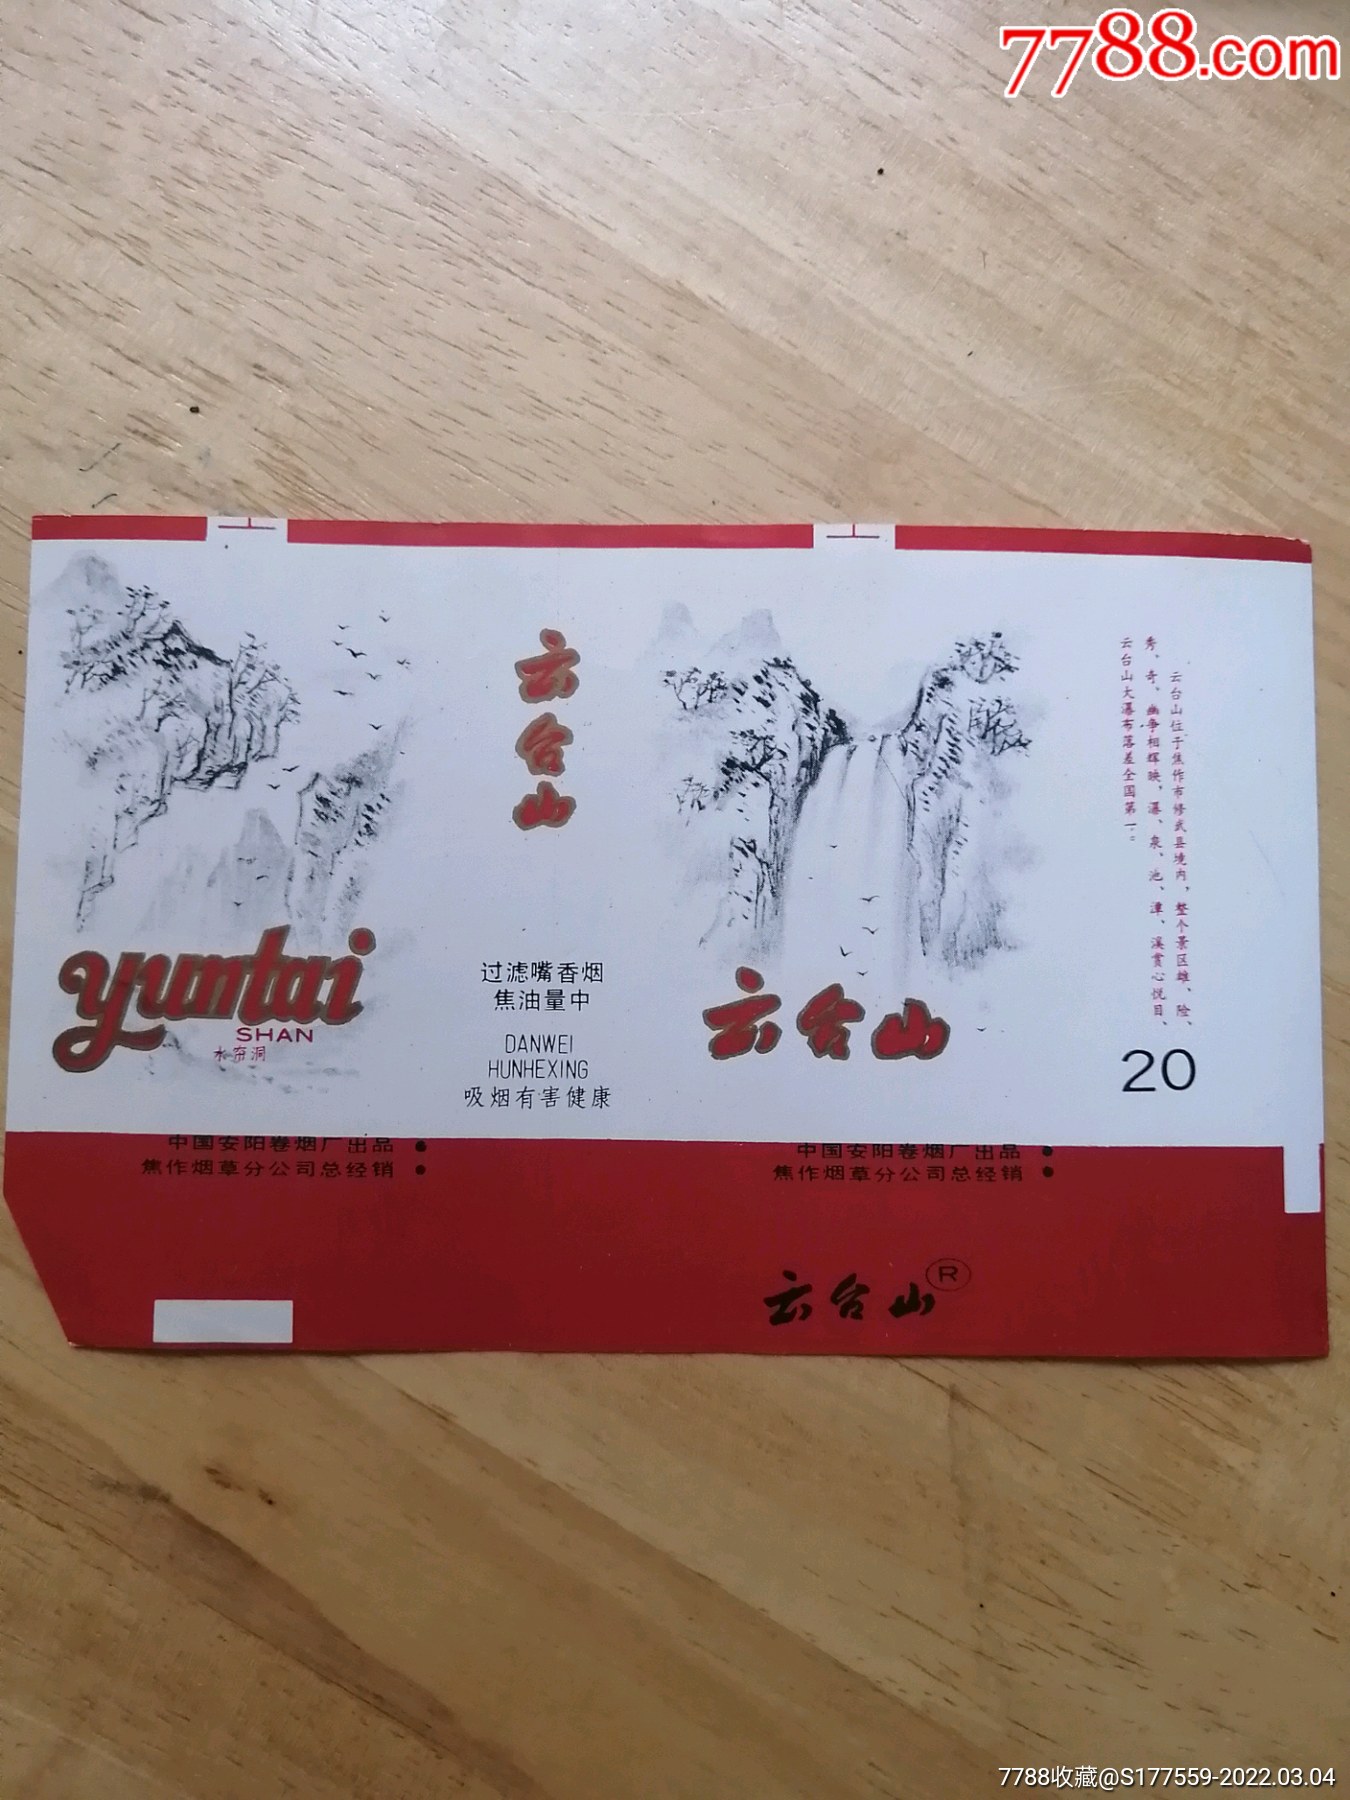 7788.com
云台山
云台山位于焦作市修武县境内，整个景区雄、险、
秀、奇、幽争相辉映，瀑、泉、池、潭、溪赏心悦目、
云台山大瀑布落差全国第一。
yuntai
SHAN
水帘洞
过滤嘴香烟
焦油量中
DANWEI
HUNHEXING
吸烟有害健康
云台山
20
中国安阳卷烟厂出品
焦作烟草分公司总经销
中国安阳卷烟厂出品
焦作烟草分公司总经销
云台山®
7788收藏@S177559-2022.03.04